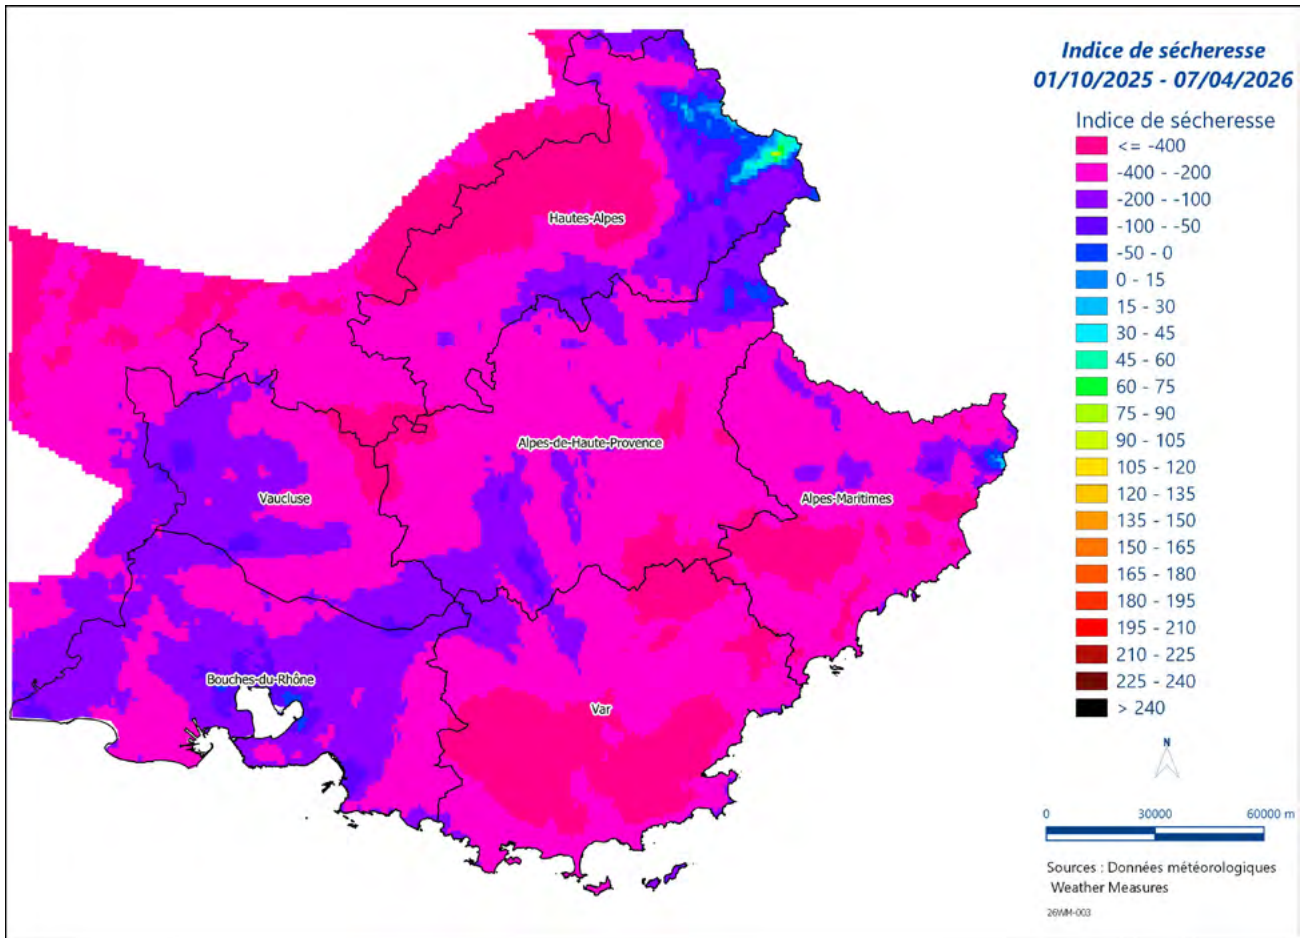 Indice de sécheresse
01/10/2025 - 07/04/2026
Indice de sécheresse
<= -400
-400 - -200
-200 - -100
-100 - -50
-50 - 0
0 - 15
15 - 30
30 - 45
45 - 60
60 - 75
75 - 90
90 - 105
105 - 120
120 - 135
135 - 150
150 - 165
165 - 180
180 - 195
195 - 210
210 - 225
225 - 240
> 240
Hautes-Alpes
Alpes-de-Haute-Provence
Vaucluse
Alpes-Maritimes
Bouches-du-Rhône
Var
N
0 30000 60000 m
Sources : Données météorologiques
Weather Measures
26WM-003